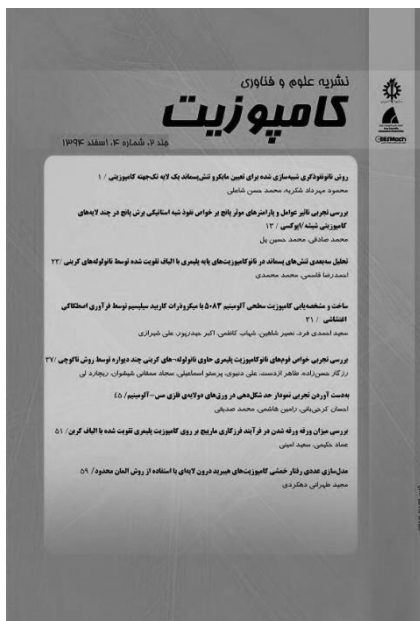 نشریه علوم و فناوری
کامپوزیت
جلد ۲، شماره ۴، اسفند ۱۳۹۴
روش نانونفوذگری شبیه‌سازی شده برای تعیین مایکرو تنش‌پسماند یک لایه تک‌جهته کامپوزیتی / ۱
محمود مهرداد شکریه، محمد حسن شاعلی
بررسی تجربی تاثیر عوامل و پارامترهای موثر پانچ بر خواص نفوذ شبه استاتیکی برش پانچ در چند لایه‌های
کامپوزیتی شیشه/اپوکسی / ۱۳
محمد صادقی، محمد حسین پل
تحلیل سه‌بعدی تنش‌های پسماند در نانوکامپوزیت‌های پایه پلیمری با الیاف تقویت شده توسط نانولوله‌های کربنی / ۲۳
احمدرضا قاسمی، محمد محمدی
ساخت و مشخصه‌یابی کامپوزیت سطحی آلومینیم ۵۰۸۳ با میکروذرات کاربید سیلیسیم توسط فرآوری اصطکاکی
اغتشاشی / ۳۱
سعید احمدی فرد، نصیر شاهین، شهاب کاظمی، اکبر حیدرپور، علی شیرازی
بررسی تجربی خواص فوم‌های نانوکامپوزیت پلیمری حاوی نانولوله-های کربنی چند دیواره توسط روش تاگوچی / ۳۷
رزگار حسن‌زاده، طاهر ازدست، علی دنیوی، پرستو اسماعیلی، سجاد ممقانی شیشوان، ریچارد لی
به‌دست آوردن تجربی نمودار حد شکل‌دهی در ورق‌های دولایه‌ی فلزی مس-آلومینیم / ۴۵
احسان کرجی‌بانی، رامین هاشمی، محمد صدیقی
بررسی میزان ورقه ورقه شدن در فرآیند فرزکاری مارپیچ بر روی کامپوزیت پلیمری تقویت شده با الیاف کربن / ۵۱
عماد حکیمی، سعید امینی
مدل‌سازی عددی رفتار خمشی کامپوزیت‌های هیبرید درون لایه‌ای با استفاده از روش المان محدود / ۵۹
مجید طهرانی دهکردی